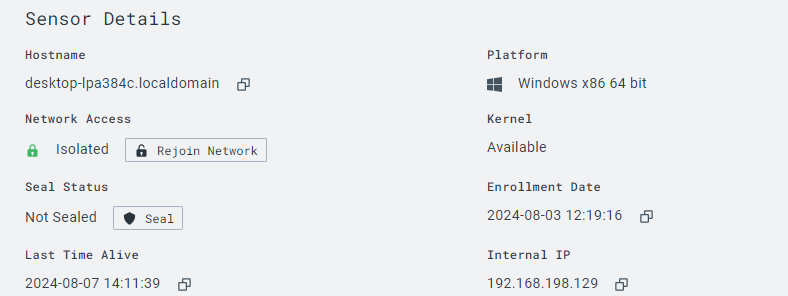 Sensor Details
Hostname
desktop-lpa384c.localdomain
Platform
Windows x86 64 bit
Network Access
Isolated Rejoin Network
Kernel
Available
Seal Status
Not Sealed Seal
Enrollment Date
2024-08-03 12:19:16
Last Time Alive
2024-08-07 14:11:39
Internal IP
192.168.198.129